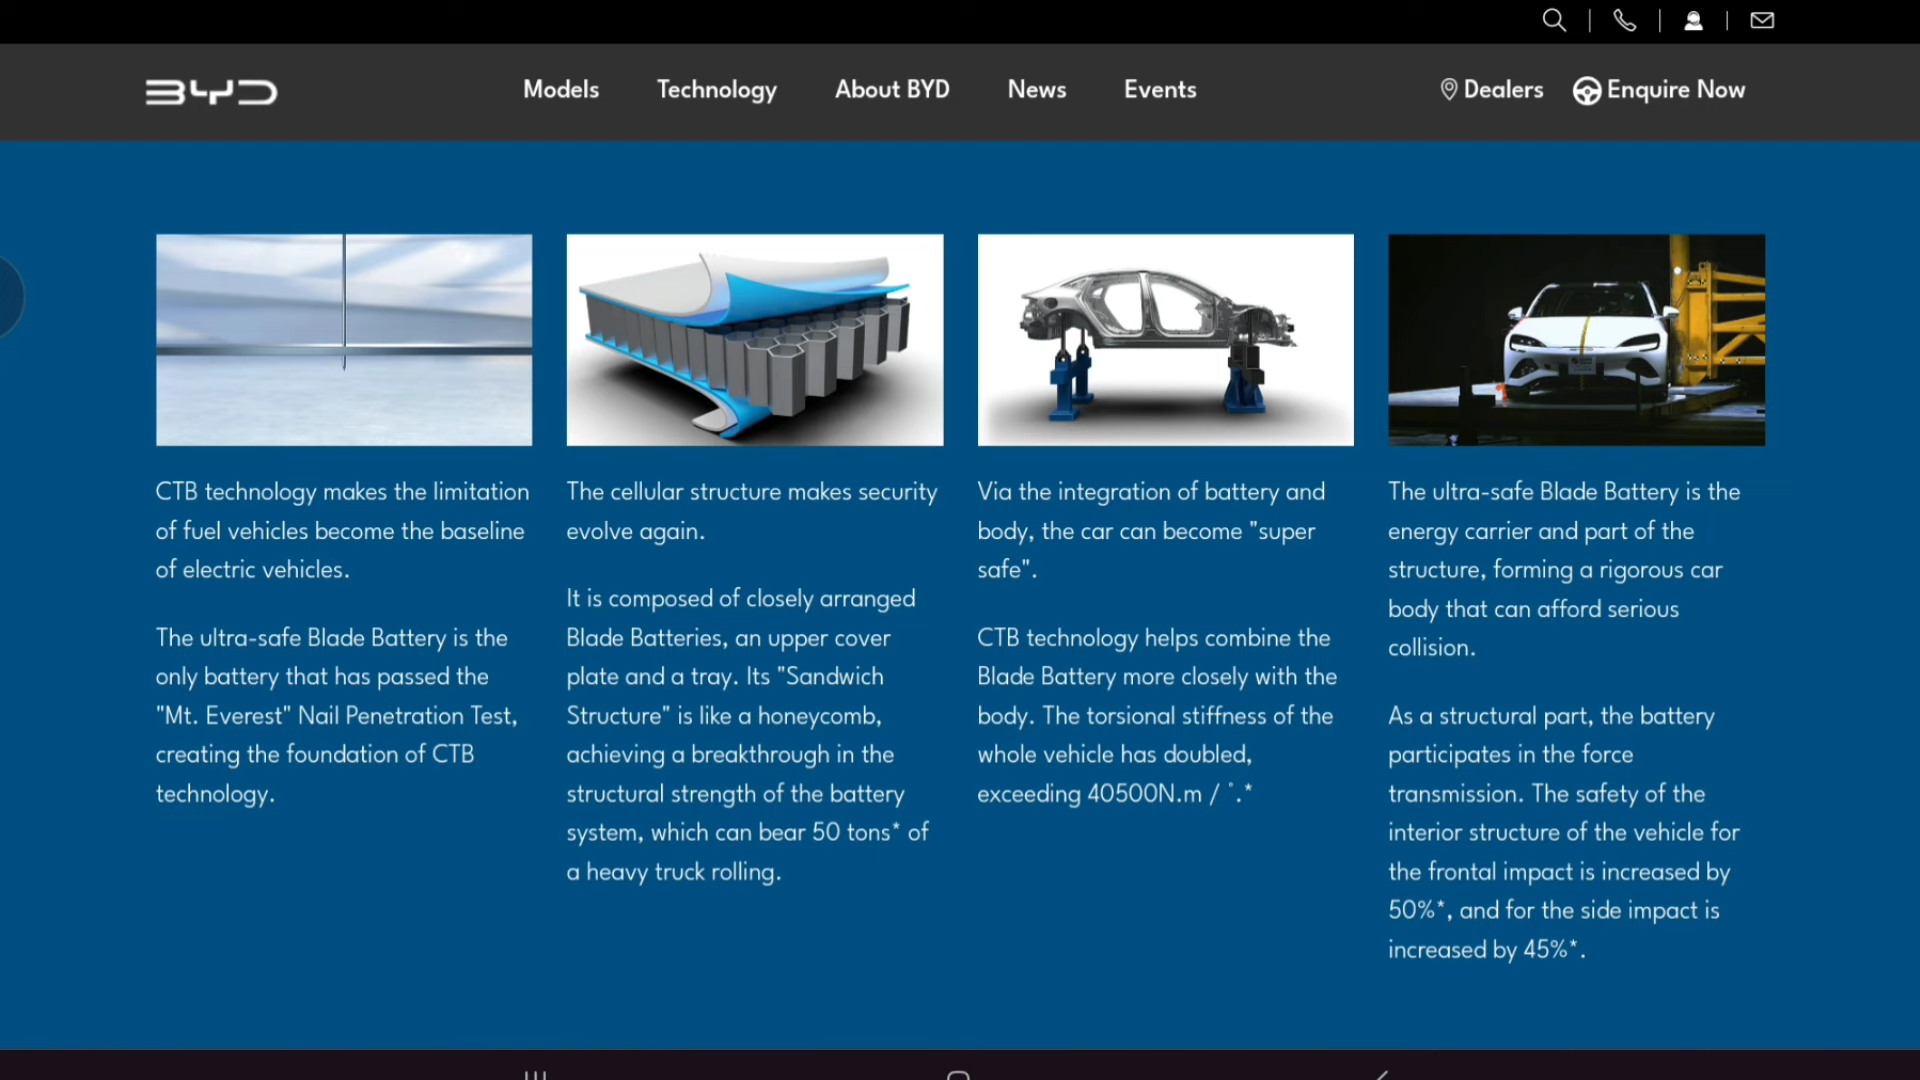 BYD
Models
Technology
About BYD
News
Events
Dealers
Enquire Now
CTB technology makes the limitation
of fuel vehicles become the baseline
of electric vehicles.
The ultra-safe Blade Battery is the
only battery that has passed the
"Mt. Everest" Nail Penetration Test,
creating the foundation of CTB
technology.
The cellular structure makes security
evolve again.
It is composed of closely arranged
Blade Batteries, an upper cover
plate and a tray. Its "Sandwich
Structure" is like a honeycomb,
achieving a breakthrough in the
structural strength of the battery
system, which can bear 50 tons* of
a heavy truck rolling.
Via the integration of battery and
body, the car can become "super
safe".
CTB technology helps combine the
Blade Battery more closely with the
body. The torsional stiffness of the
whole vehicle has doubled,
exceeding 40500N.m / °.*
The ultra-safe Blade Battery is the
energy carrier and part of the
structure, forming a rigorous car
body that can afford serious
collision.
As a structural part, the battery
participates in the force
transmission. The safety of the
interior structure of the vehicle for
the frontal impact is increased by
50%*, and for the side impact is
increased by 45%*.